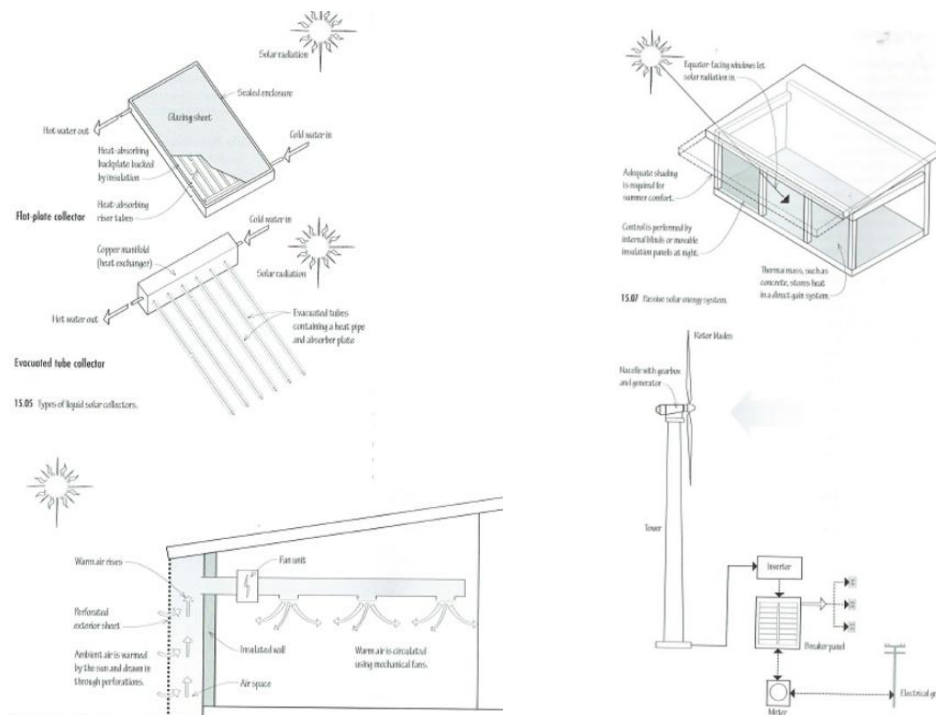 Solar radiation
Sealed enclosure
Glazing sheet
Hot water out
Cold water in
Heat-absorbing
backplate backed
by insulation
Heat-absorbing
riser tubes
Flat-plate collector
Cold water in
Copper manifold
(heat exchanger)
Solar radiation
Hot water out
Evacuated tubes
containing a heat pipe
and absorber plate
Evacuated tube collector
15.05 Types of liquid solar collectors.
Equator-facing windows let
solar radiation in.
Adequate shading
is required for
summer comfort.
Control is performed by
internal blinds or movable
insulation panels at night.
Thermal mass, such as
concrete, stores heat
in a direct gain system.
15.07 Passive solar energy system.
Warm air rises
Fan unit
Perforated
exterior sheet
Ambient air is warmed
by the sun and drawn in
through perforations.
Insulated wall
Warm air is circulated
using mechanical fans.
Air space
Rotor blades
Nacelle with gearbox
and generator
Tower
Inverter
Breaker panel
Meter
Electrical g